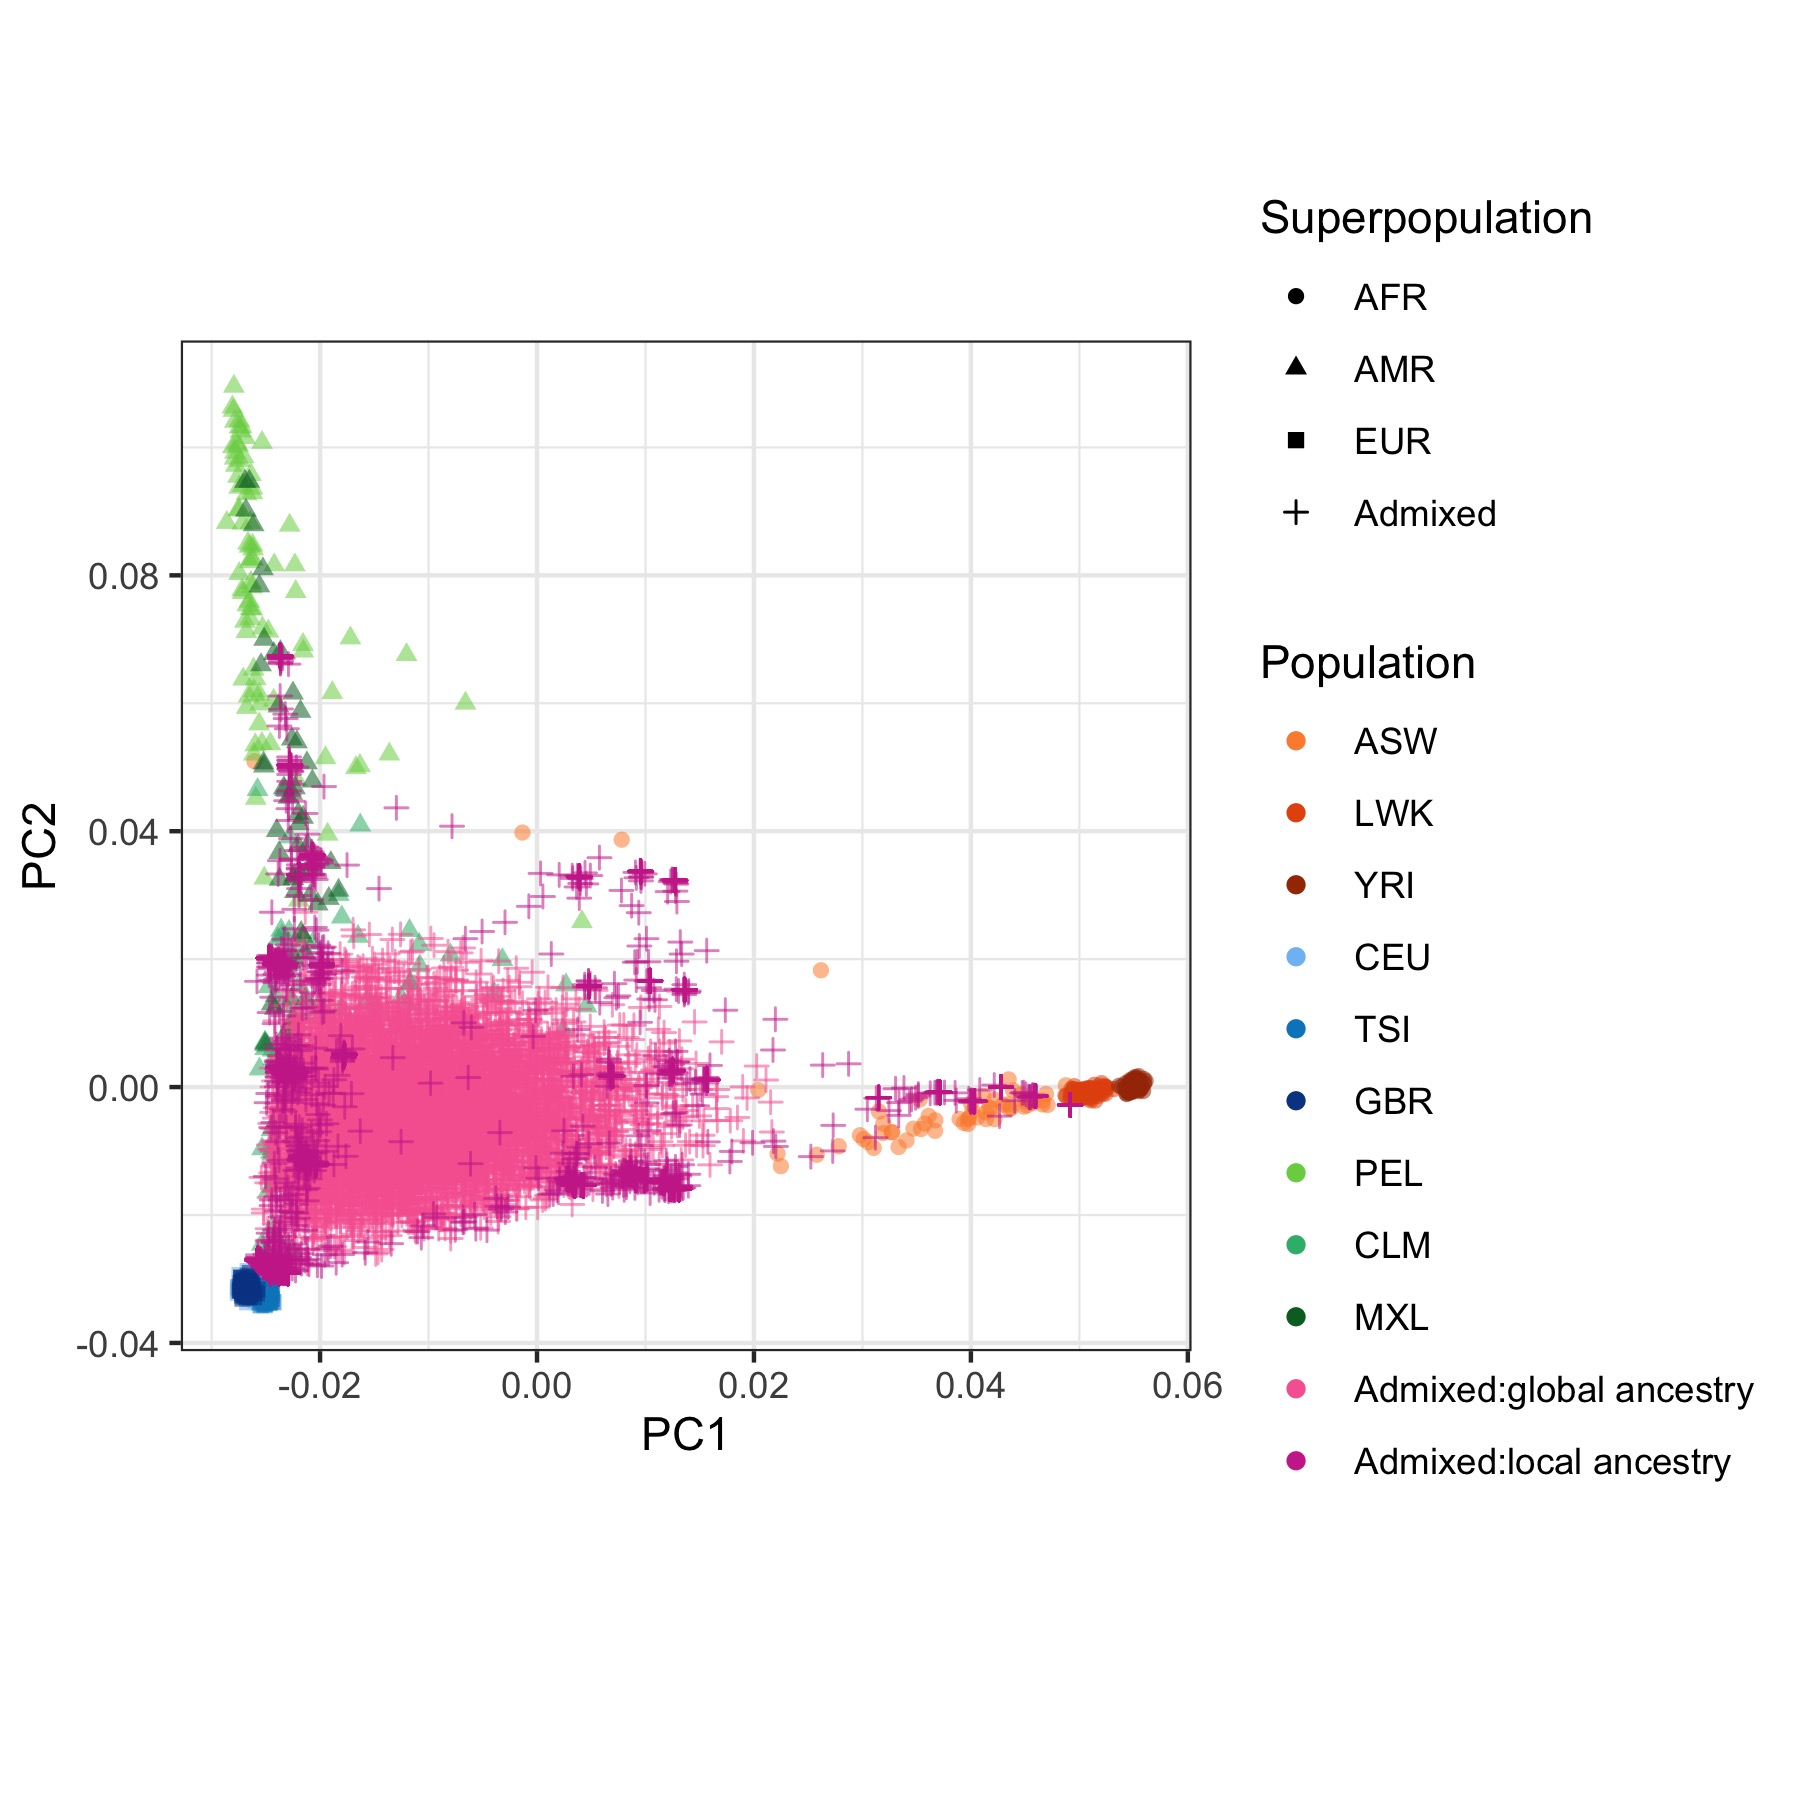 0.08
0.04
0.00
-0.04
PC2
-0.02
0.00
0.02
0.04
0.06
PC1
Superpopulation
AFR
AMR
EUR
Admixed
Population
ASW
LWK
YRI
CEU
TSI
GBR
PEL
CLM
MXL
Admixed:global ancestry
Admixed:local ancestry